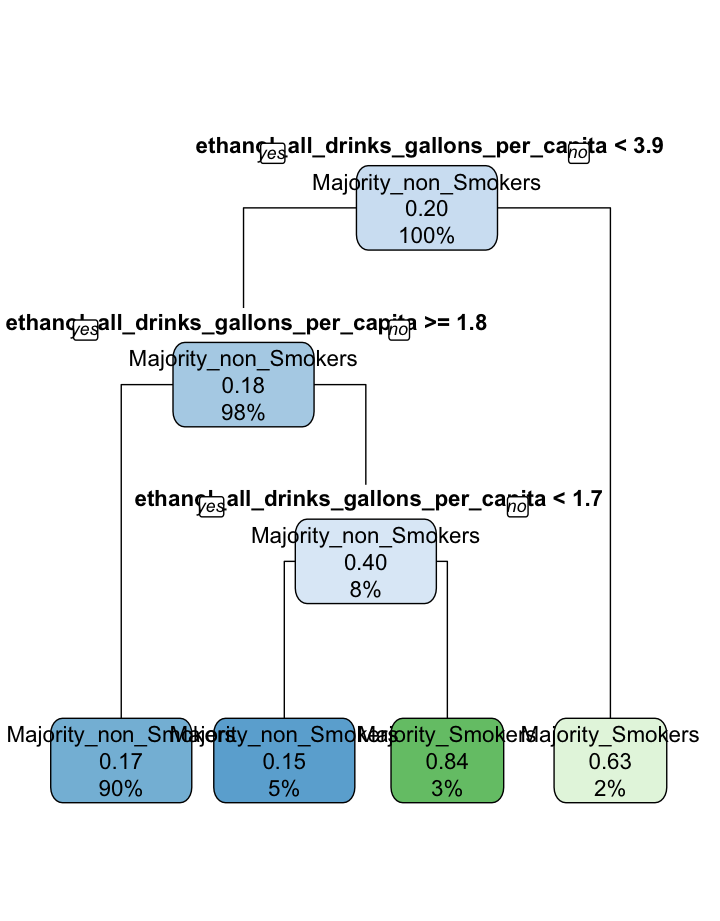 ethanol_all_drinks_gallons_per_capita < 3.9
yes
no
Majority_non_Smokers
0.20
100%
ethanol_all_drinks_gallons_per_capita >= 1.8
yes
no
Majority_non_Smokers
0.18
98%
ethanol_all_drinks_gallons_per_capita < 1.7
yes
no
Majority_non_Smokers
0.40
8%
Majority_non_Smokers
0.17
90%
Majority_non_Smokers
0.15
5%
Majority_Smokers
0.84
3%
Majority_Smokers
0.63
2%